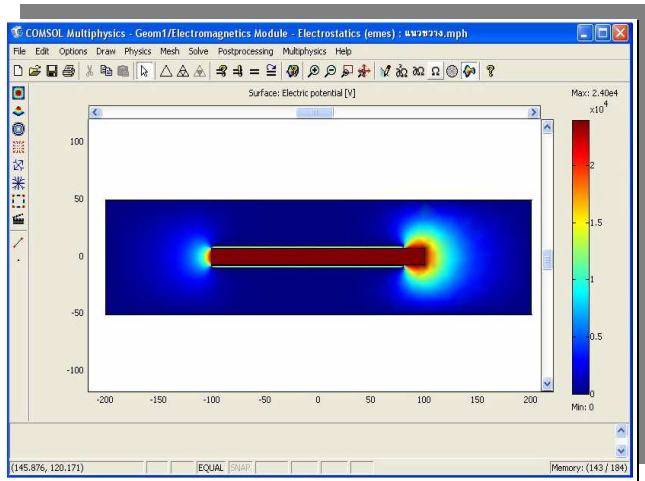 COMSOL Multiphysics - Geom1/Electromagnetics Module - Electrostatics (emes) : แนวขวาง.mph
File Edit Options Draw Physics Mesh Solve Postprocessing Multiphysics Help
Surface: Electric potential [V]
Max: 2.40e4
×10^4
100
50
0
-50
-100
-200 -150 -100 -50 0 50 100 150 200
2
1.5
1
0.5
0
Min: 0
(145.876, 120.171) EQUAL SNAP Memory: (143 / 184)